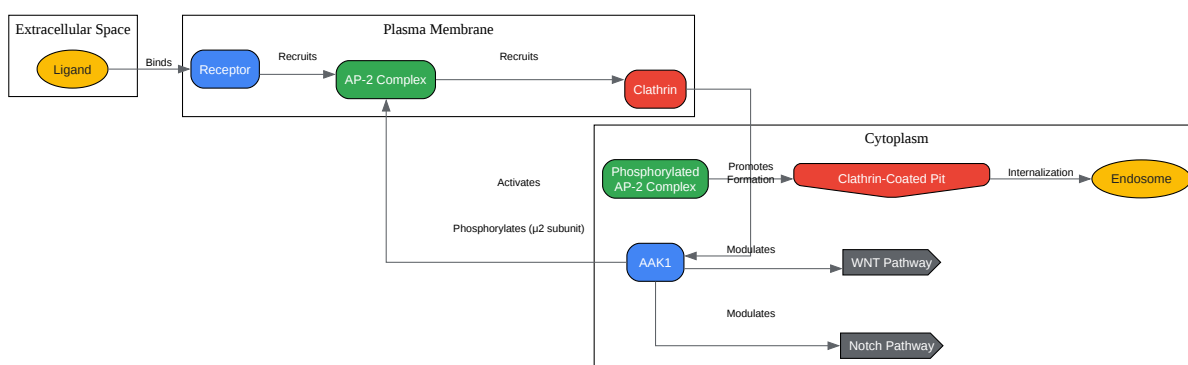 Extracellular Space
Plasma Membrane
Ligand
Binds
Receptor
Recruits
AP-2 Complex
Recruits
Clathrin
Cytoplasm
Phosphorylated
AP-2 Complex
Promotes
Formation
Clathrin-Coated Pit
Internalization
Endosome
Activates
Phosphorylates (μ2 subunit)
AAK1
Modulates
WNT Pathway
Modulates
Notch Pathway